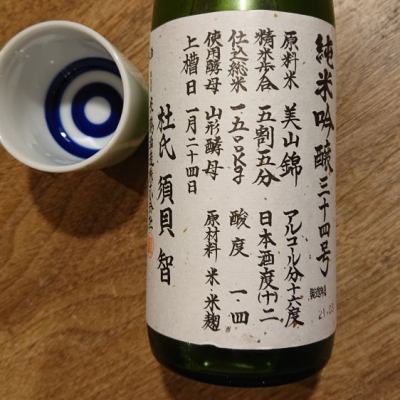 純米吟醸三十四号
原料米 美山錦 アルコール分十六度
精米歩合 五割五分 日本酒度(十)二
仕込総米 一五〇〇kg 酸度 一・四
使用酵母 山形酵母 原材料 米・米麹
上槽日 一月二十四日
杜氏 須貝 智